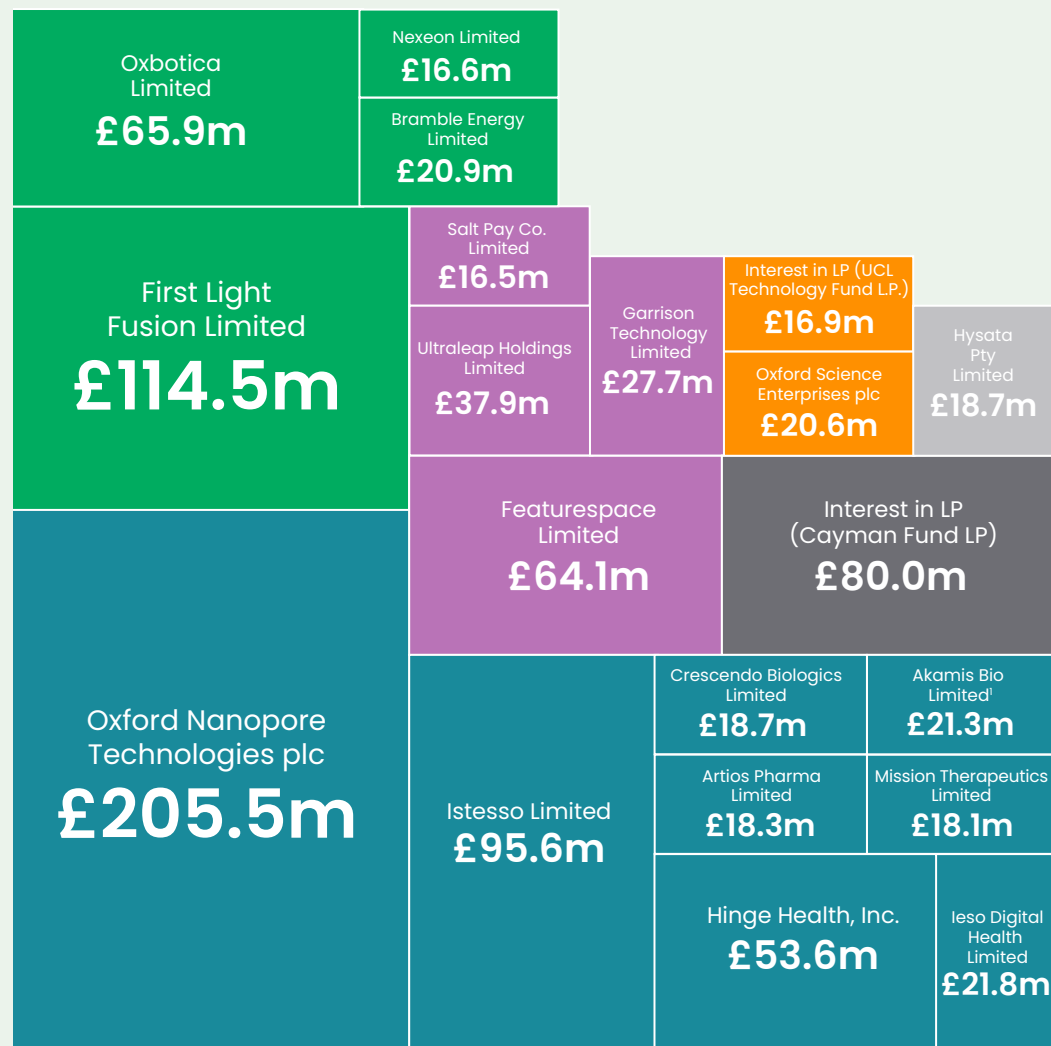 Oxbotica
Limited
£65.9m
Nexeon Limited
£16.6m
Bramble Energy
Limited
£20.9m
First Light
Fusion Limited
£114.5m
Salt Pay Co.
Limited
£16.5m
Ultraleap Holdings
Limited
£37.9m
Garrison
Technology
Limited
£27.7m
Interest in LP (UCL
Technology Fund L.P.)
£16.9m
Oxford Science
Enterprises plc
£20.6m
Hysata
Pty
Limited
£18.7m
Featurespace
Limited
£64.1m
Interest in LP
(Cayman Fund LP)
£80.0m
Oxford Nanopore
Technologies plc
£205.5m
Istesso Limited
£95.6m
Crescendo Biologics
Limited
£18.7m
Akamis Bio
Limited¹
£21.3m
Artios Pharma
Limited
£18.3m
Mission Therapeutics
Limited
£18.1m
Hinge Health, Inc.
£53.6m
Ieso Digital
Health
Limited
£21.8m